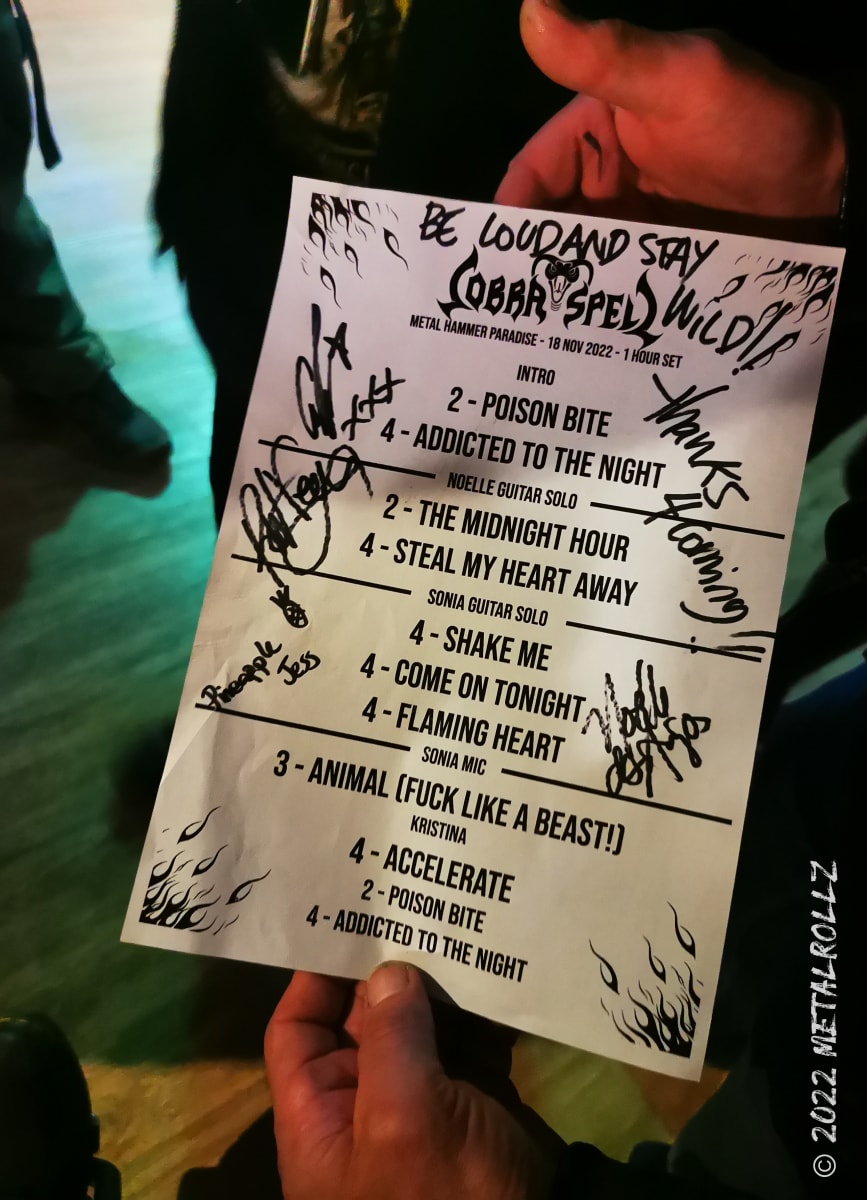 BE LOUD AND STAY
WILD!!
COBRA SPELL
METAL HAMMER PARADISE - 18 NOV 2022 - 1 HOUR SET
INTRO
2 - POISON BITE
4 - ADDICTED TO THE NIGHT
NOELLE GUITAR SOLO
2 - THE MIDNIGHT HOUR
4 - STEAL MY HEART AWAY
SONIA GUITAR SOLO
4 - SHAKE ME
4 - COME ON TONIGHT
4 - FLAMING HEART
SONIA MIC
3 - ANIMAL (FUCK LIKE A BEAST!)
KRISTINA
4 - ACCELERATE
2 - POISON BITE
4 - ADDICTED TO THE NIGHT
THANKS
4 coming!!
XXX
Pineapple
Jess
Noelle
© 2022 METALROLLZ